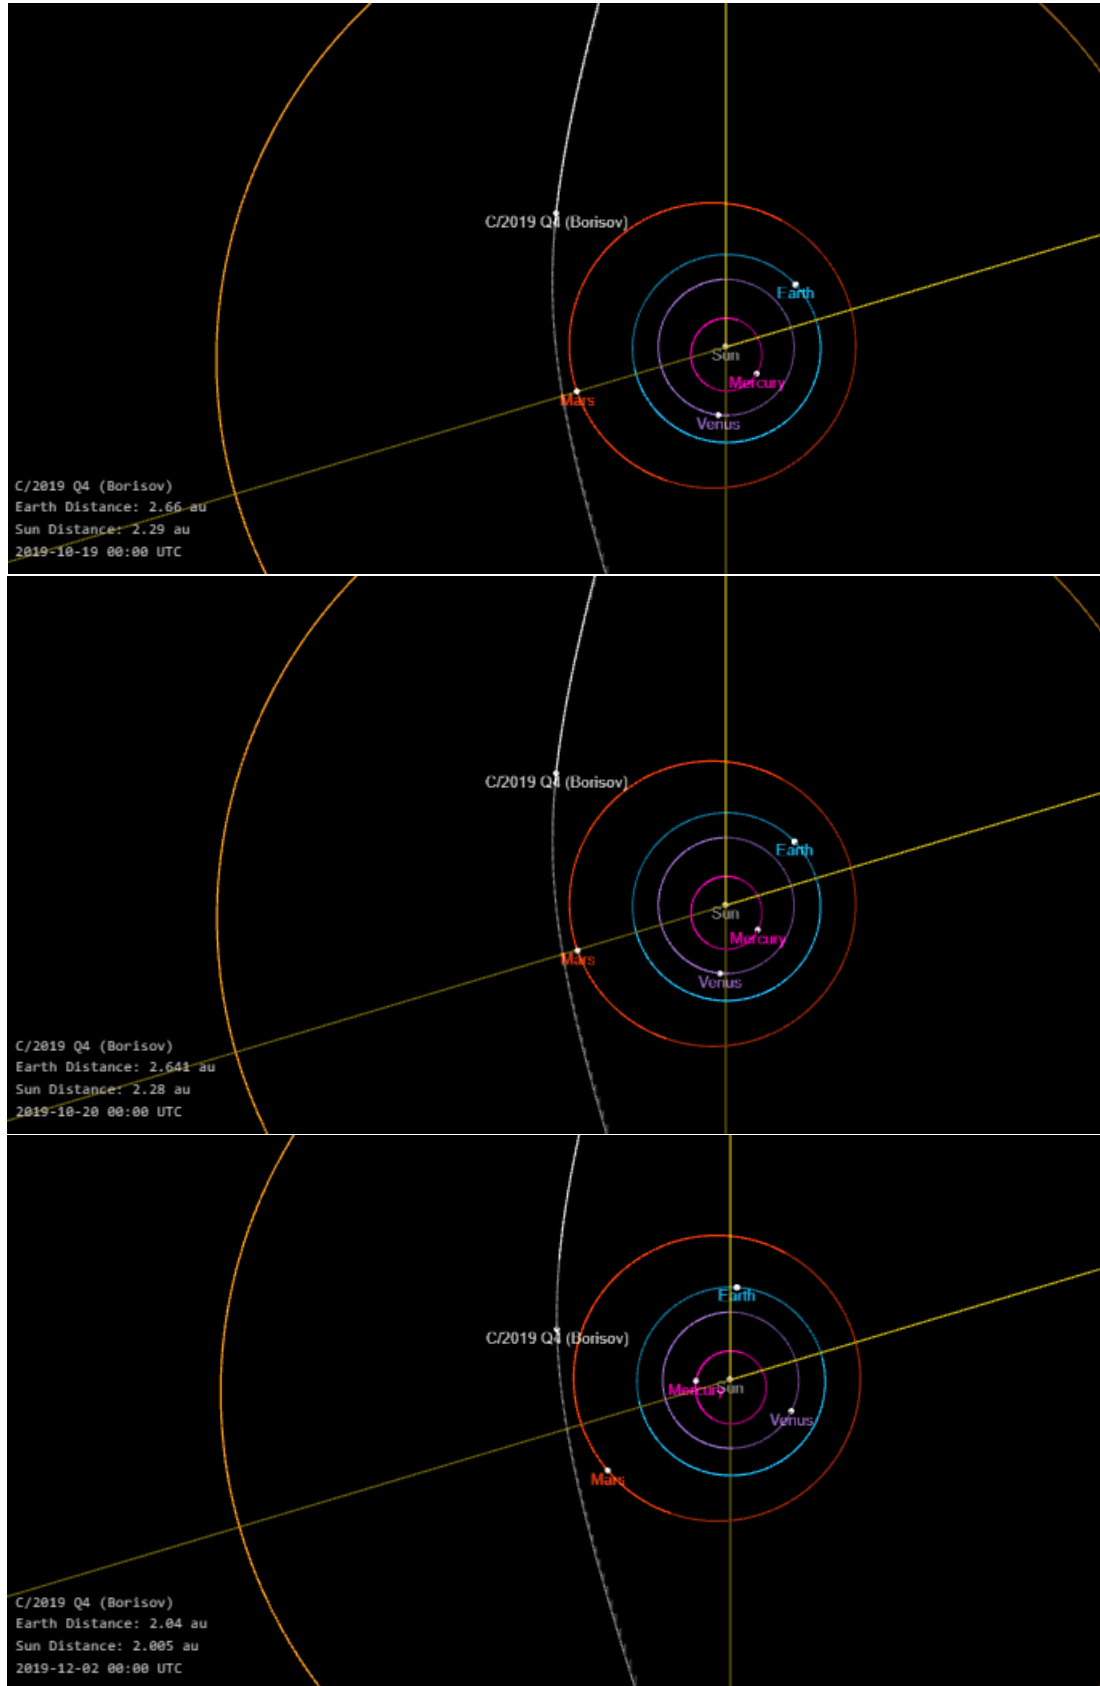 C/2019 Q4 (Borisov)
Earth
Sun
Mercury
Mars
Venus
C/2019 Q4 (Borisov)
Earth Distance: 2.66 au
Sun Distance: 2.29 au
2019-10-19 00:00 UTC
C/2019 Q4 (Borisov)
Earth
Sun
Mercury
Mars
Venus
C/2019 Q4 (Borisov)
Earth Distance: 2.641 au
Sun Distance: 2.28 au
2019-10-20 00:00 UTC
Earth
C/2019 Q4 (Borisov)
Mercury
Sun
Venus
Mars
C/2019 Q4 (Borisov)
Earth Distance: 2.04 au
Sun Distance: 2.005 au
2019-12-02 00:00 UTC